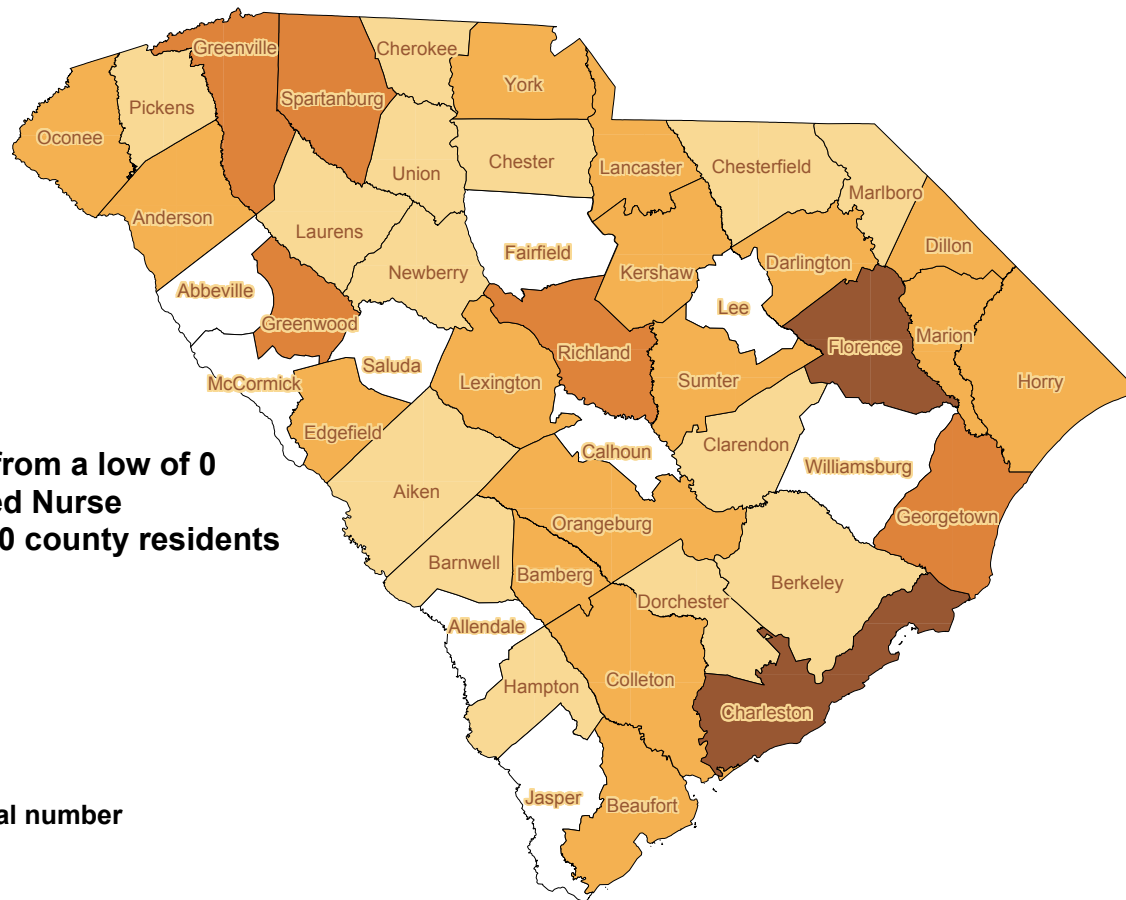 Greenville
Cherokee
York
Spartanburg
Pickens
Oconee
Union
Chester
Lancaster
Chesterfield
Marlboro
Anderson
Laurens
Fairfield
Dillon
Newberry
Kershaw
Darlington
Abbeville
Lee
Greenwood
Richland
Florence
Marion
Saluda
McCormick
Lexington
Sumter
Horry
Edgefield
Clarendon
Calhoun
Williamsburg
from a low of 0
Aiken
ed Nurse
Georgetown
Orangeburg
0 county residents
Barnwell
Bamberg
Berkeley
Dorchester
Allendale
Colleton
Hampton
Charleston
Jasper
Beaufort
al number